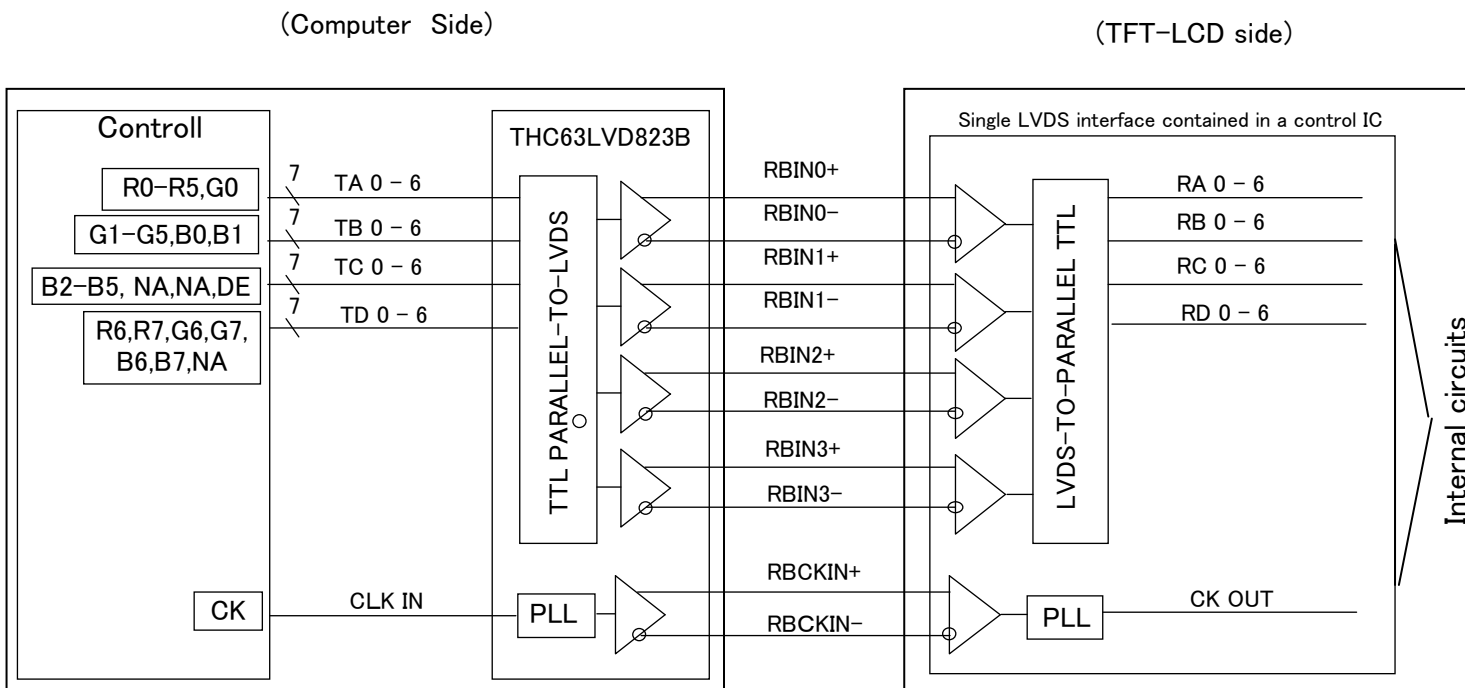 (Computer Side)
(TFT-LCD side)
Controll
THC63LVD823B
Single LVDS interface contained in a control IC
R0-R5,G0
7
TA 0 - 6
RBIN0+
RA 0 - 6
G1-G5,B0,B1
7
TB 0 - 6
RBIN0-
RB 0 - 6
B2-B5, NA,NA,DE
7
TC 0 - 6
RBIN1+
RC 0 - 6
R6,R7,G6,G7,
B6,B7,NA
7
TD 0 - 6
RBIN1-
RD 0 - 6
TTL PARALLEL-TO-LVDS
LVDS-TO-PARALLEL TTL
RBIN2+
RBIN2-
RBIN3+
RBIN3-
Internal circuits
CK
CLK IN
PLL
RBCKIN+
RBCKIN-
PLL
CK OUT